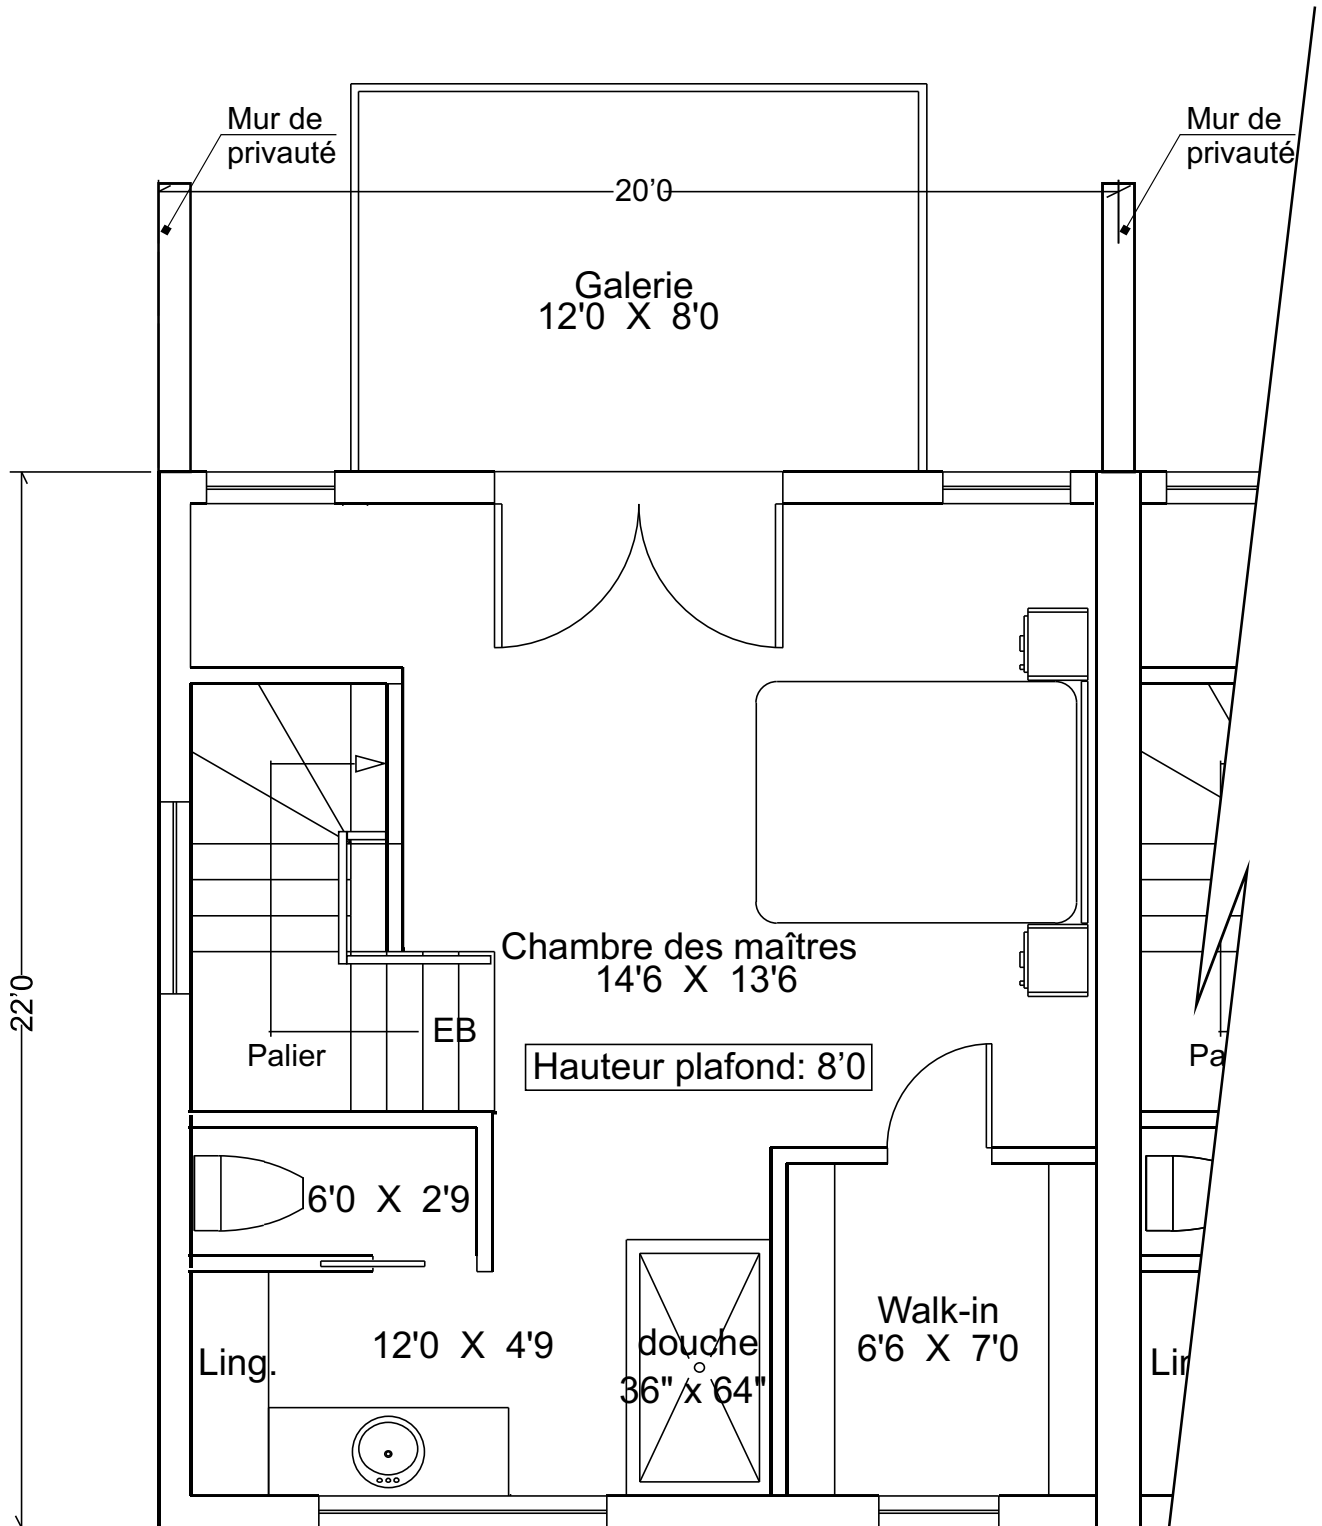 Mur de
privauté
Mur de
privauté
20’0
Galerie
12'0 X 8'0
22’0
Chambre des maîtres
14'6 X 13'6
EB
Palier
Pa
Hauteur plafond: 8’0
6'0 X 2'9
Walk-in
6'6 X 7'0
12'0 X 4'9
douche
36" x 64"
Ling.
Lin